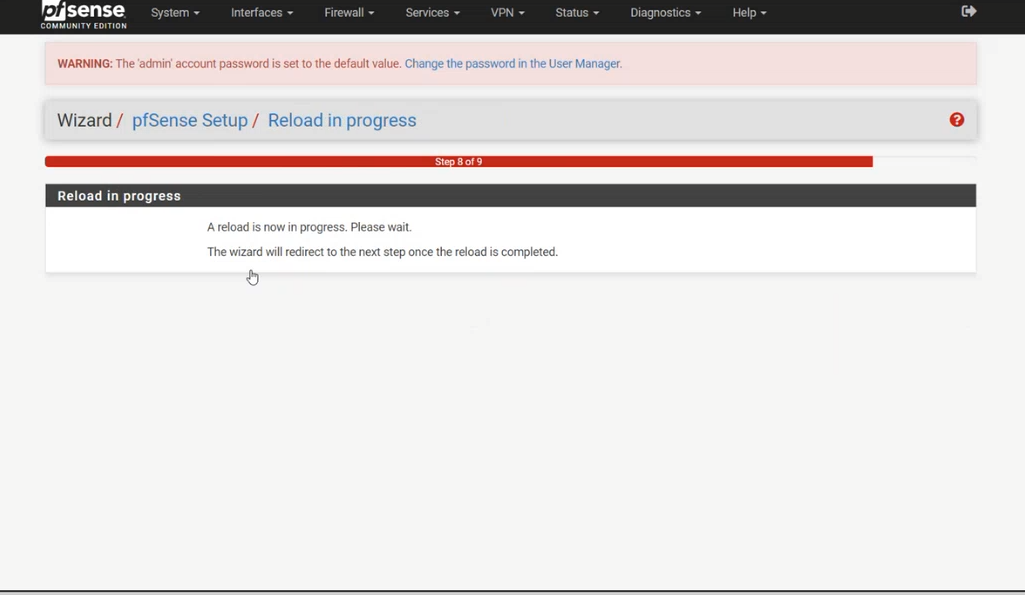 pfsense
COMMUNITY EDITION
System Interfaces Firewall Services VPN Status Diagnostics Help
WARNING: The 'admin' account password is set to the default value. Change the password in the User Manager.
Wizard / pfSense Setup / Reload in progress
Step 8 of 9
Reload in progress
A reload is now in progress. Please wait.
The wizard will redirect to the next step once the reload is completed.